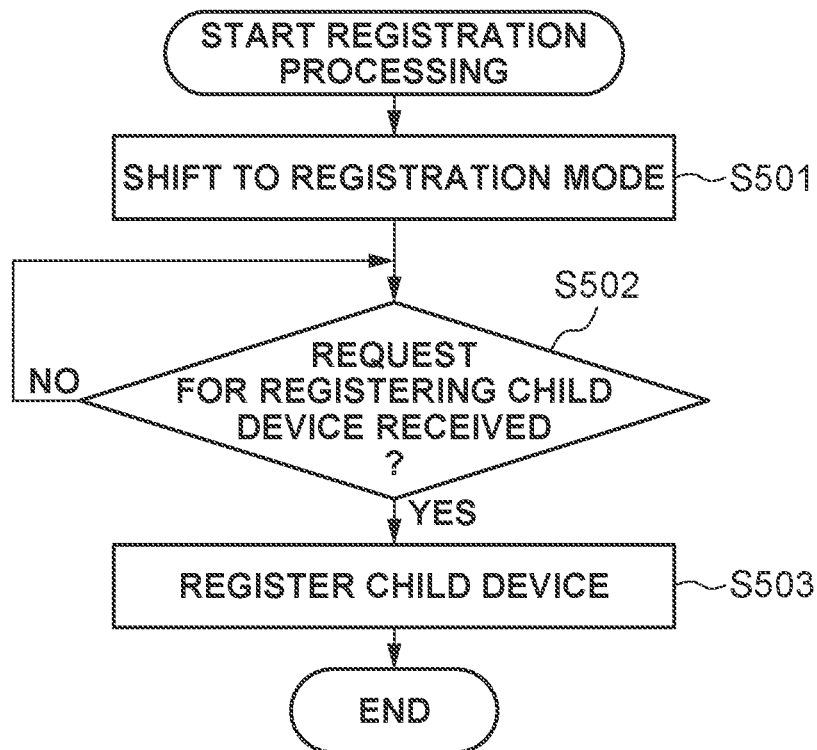 START REGISTRATION
PROCESSING
SHIFT TO REGISTRATION MODE
S501
S502
REQUEST
FOR REGISTERING CHILD
DEVICE RECEIVED
?
NO
YES
REGISTER CHILD DEVICE
S503
END